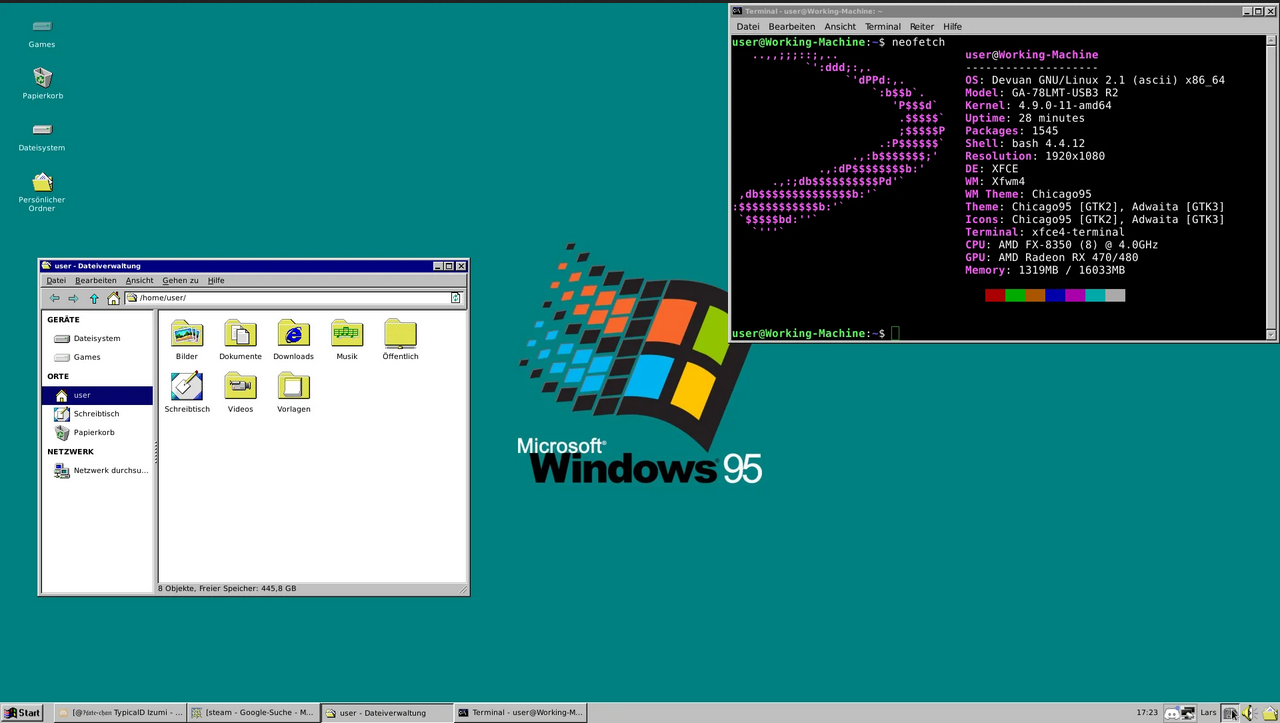 Games
Papierkorb
Dateisystem
Persönlicher
Ordner
Terminal - user@Working-Machine: ~
Datei Bearbeiten Ansicht Terminal Reiter Hilfe
user@Working-Machine:~$ neofetch
user@Working-Machine
--------------------
OS: Devuan GNU/Linux 2.1 (ascii) x86_64
Model: GA-78LMT-USB3 R2
Kernel: 4.9.0-11-amd64
Uptime: 28 minutes
Packages: 1545
Shell: bash 4.4.12
Resolution: 1920x1080
DE: XFCE
WM: Xfwm4
WM Theme: Chicago95
Theme: Chicago95 [GTK2], Adwaita [GTK3]
Icons: Chicago95 [GTK2], Adwaita [GTK3]
Terminal: xfce4-terminal
CPU: AMD FX-8350 (8) @ 4.0GHz
GPU: AMD Radeon RX 470/480
Memory: 1319MB / 16033MB
user@Working-Machine:~$
user - Dateiverwaltung
Datei Bearbeiten Ansicht Gehen zu Hilfe
/home/user/
GERÄTE
Dateisystem
Games
ORTE
user
Schreibtisch
Papierkorb
NETZWERK
Netzwerk durchsu...
Bilder Dokumente Downloads Musik Öffentlich
Schreibtisch Videos Vorlagen
8 Objekte, Freier Speicher: 445,8 GB
Microsoft®
Windows 95
Start
TypicalD Izumi - ...
[steam - Google-Suche - M...
user - Dateiverwaltung
Terminal - user@Working-M...
17:23
Lars